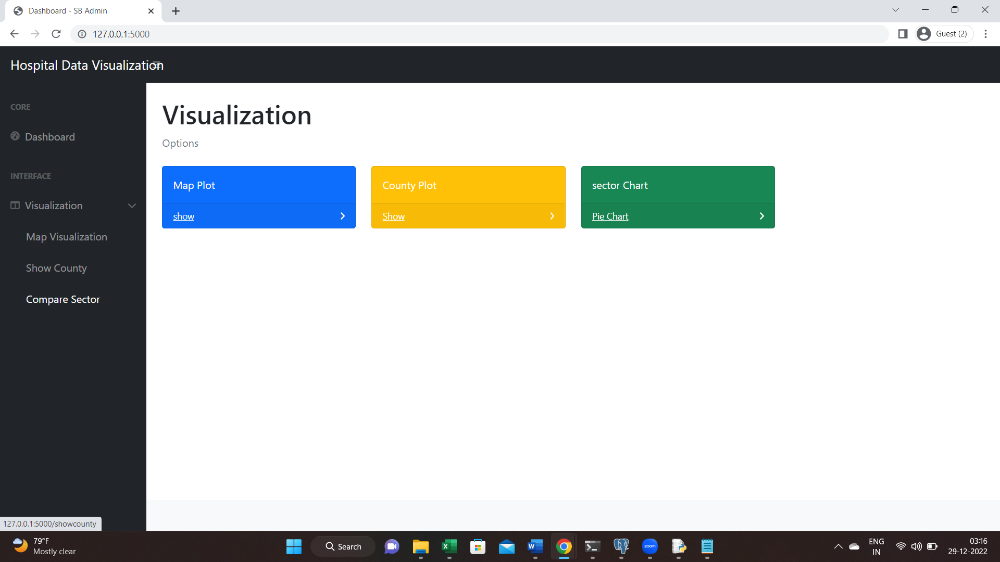 Dashboard - SB Admin
127.0.0.1:5000
Guest (2)
Hospital Data Visualization
CORE
Dashboard
INTERFACE
Visualization
Map Visualization
Show County
Compare Sector
Visualization
Options
Map Plot
show
County Plot
Show
sector Chart
Pie Chart
127.0.0.1:5000/showcounty
79°F
Mostly clear
Search
zoom
ENG
IN
03:16
29-12-2022